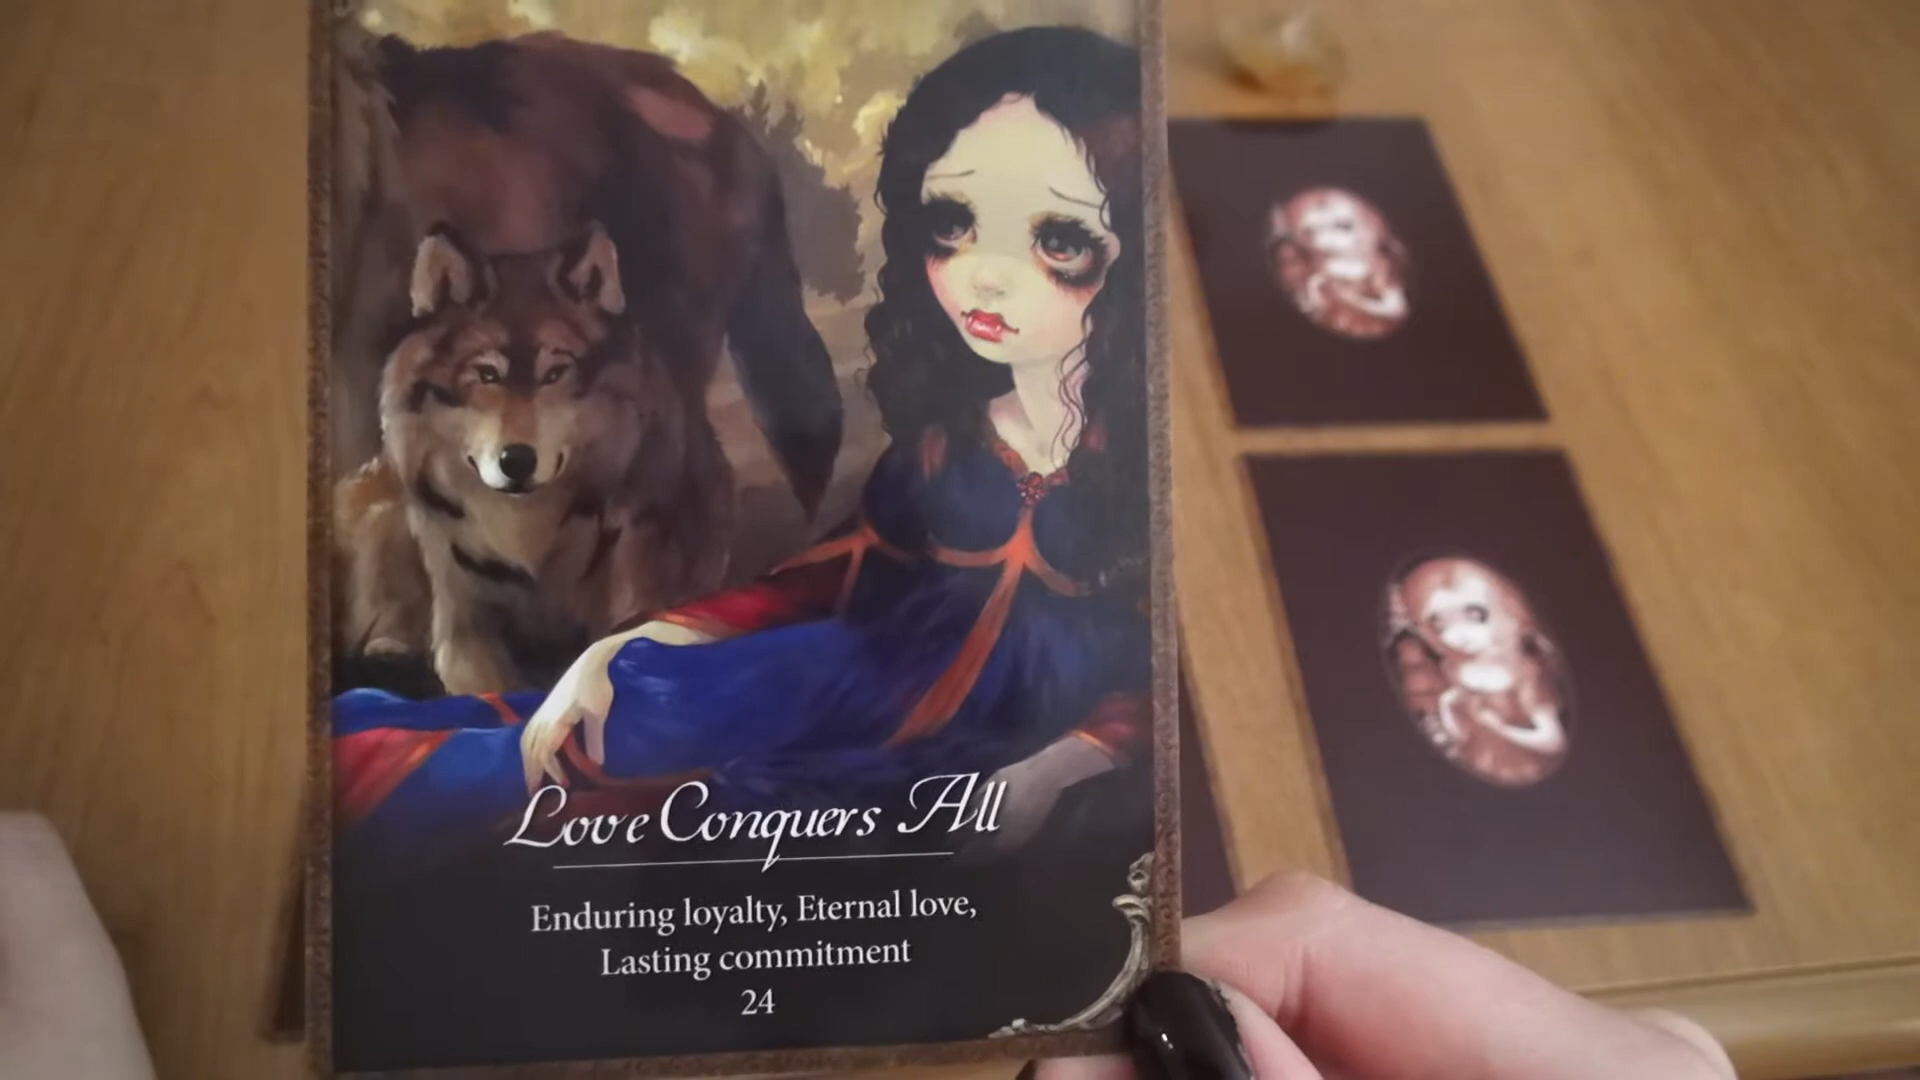 Love Conquers All
Enduring loyalty, Eternal love,
Lasting commitment
24